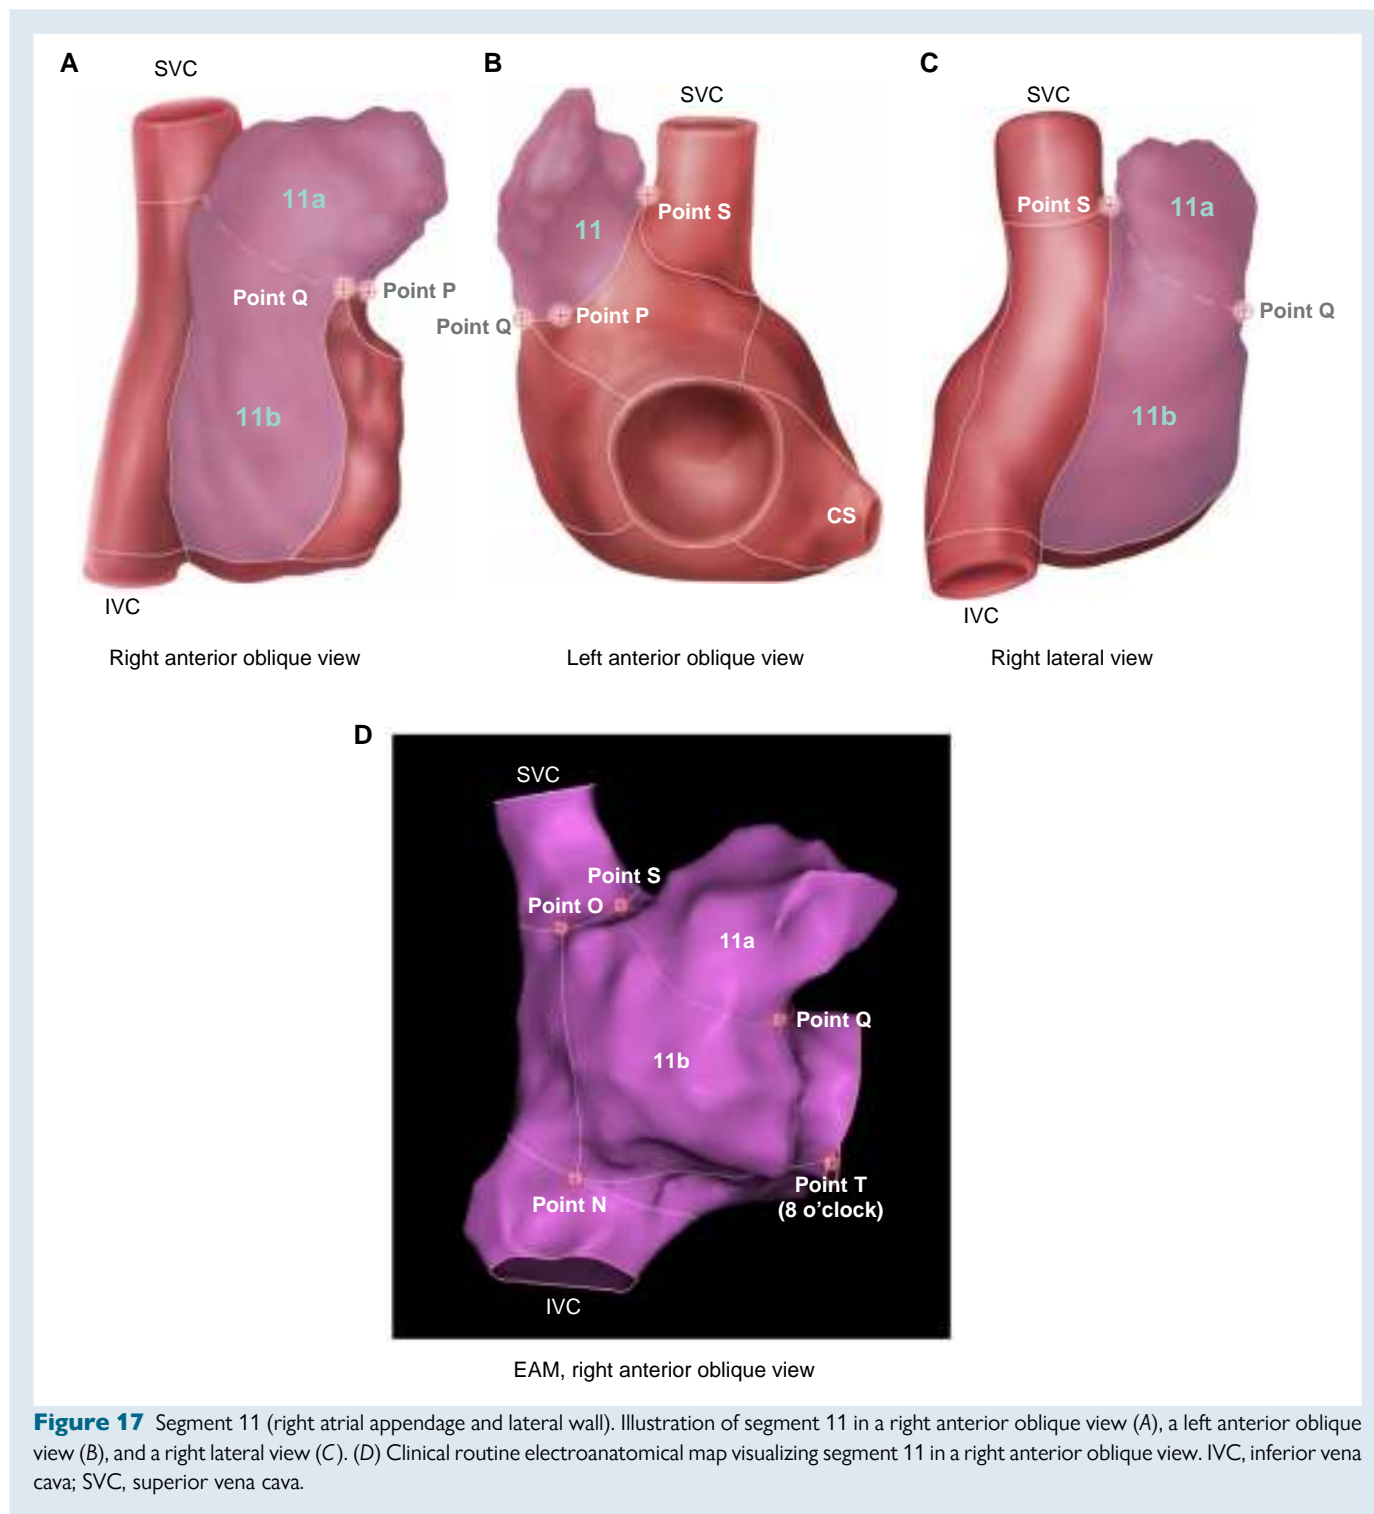 A
SVC
11a
Point Q
Point P
11b
IVC
Right anterior oblique view
B
SVC
Point S
11
Point P
Point Q
CS
Left anterior oblique view
C
SVC
Point S
11a
Point Q
11b
IVC
Right lateral view
D
SVC
Point S
Point O
11a
Point Q
11b
Point T
(8 o’clock)
Point N
IVC
EAM, right anterior oblique view
Figure 17 Segment 11 (right atrial appendage and lateral wall). Illustration of segment 11 in a right anterior oblique view (A), a left anterior oblique
view (B), and a right lateral view (C). (D) Clinical routine electroanatomical map visualizing segment 11 in a right anterior oblique view. IVC, inferior vena
cava; SVC, superior vena cava.